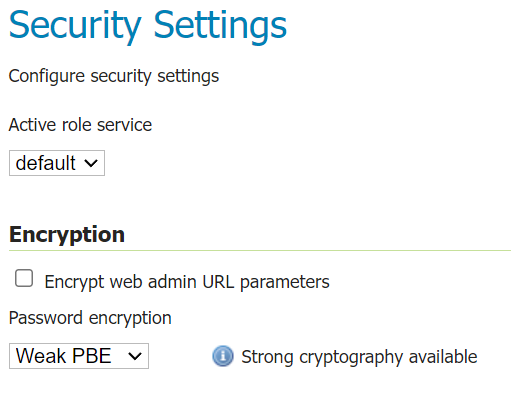 Security Settings
Configure security settings
Active role service
default
Encryption
Encrypt web admin URL parameters
Password encryption
Weak PBE
Strong cryptography available